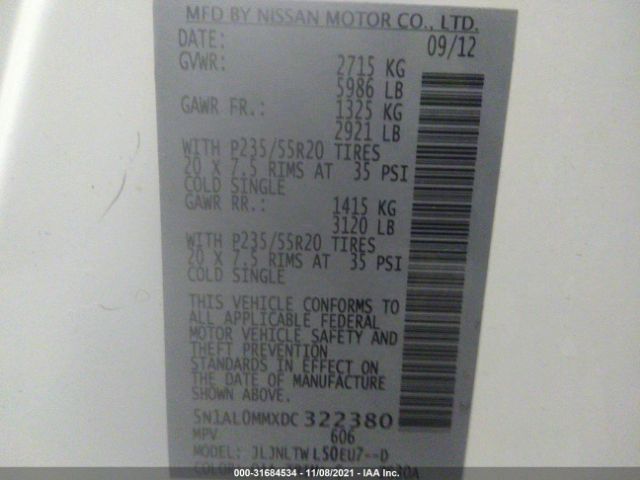 MFD BY NISSAN MOTOR CO., LTD.
DATE: 09/12
GVWR: 2715 KG
5986 LB
GAWR FR.: 1325 KG
2921 LB
WITH P235/55R20 TIRES
20 X 7.5 RIMS AT 35 PSI
COLD SINGLE
GAWR RR.: 1415 KG
3120 LB
WITH P235/55R20 TIRES
20 X 7.5 RIMS AT 35 PSI
COLD SINGLE
THIS VEHICLE CONFORMS TO
ALL APPLICABLE FEDERAL
MOTOR VEHICLE SAFETY AND
THEFT PREVENTION
STANDARDS IN EFFECT ON
THE DATE OF MANUFACTURE
SHOWN ABOVE.
5N1AL0MMXDC322380
MPV 606
MODEL: JLJNLTWL50EU7--D
000-31684534 - 11/08/2021 - IAA Inc.